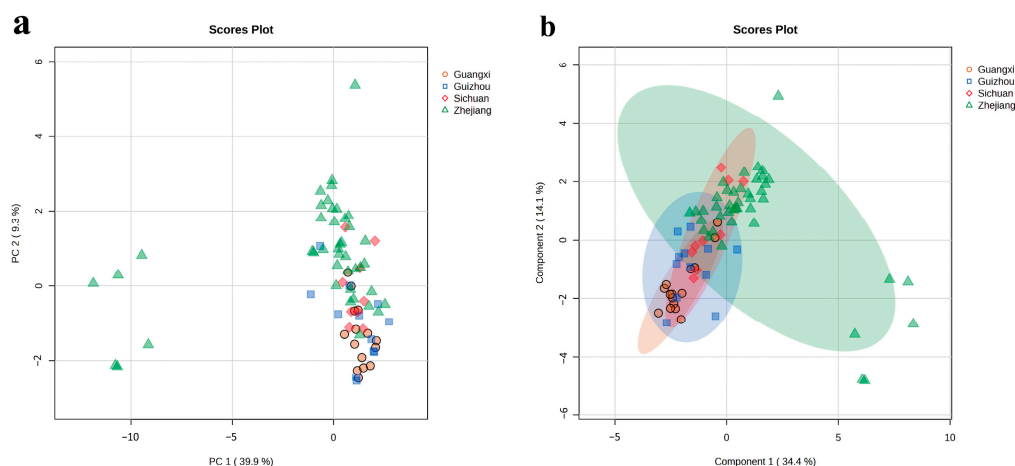 a
Scores Plot
PC 2 ( 9.3 %)
6
4
2
0
−2
−10
−5
0
PC 1 ( 39.9 %)
Guangxi
Guizhou
Sichuan
Zhejiang
b
Scores Plot
Component 2 ( 14.1 %)
6
4
2
0
−2
−4
−6
−5
0
5
10
Component 1 ( 34.4 %)
Guangxi
Guizhou
Sichuan
Zhejiang